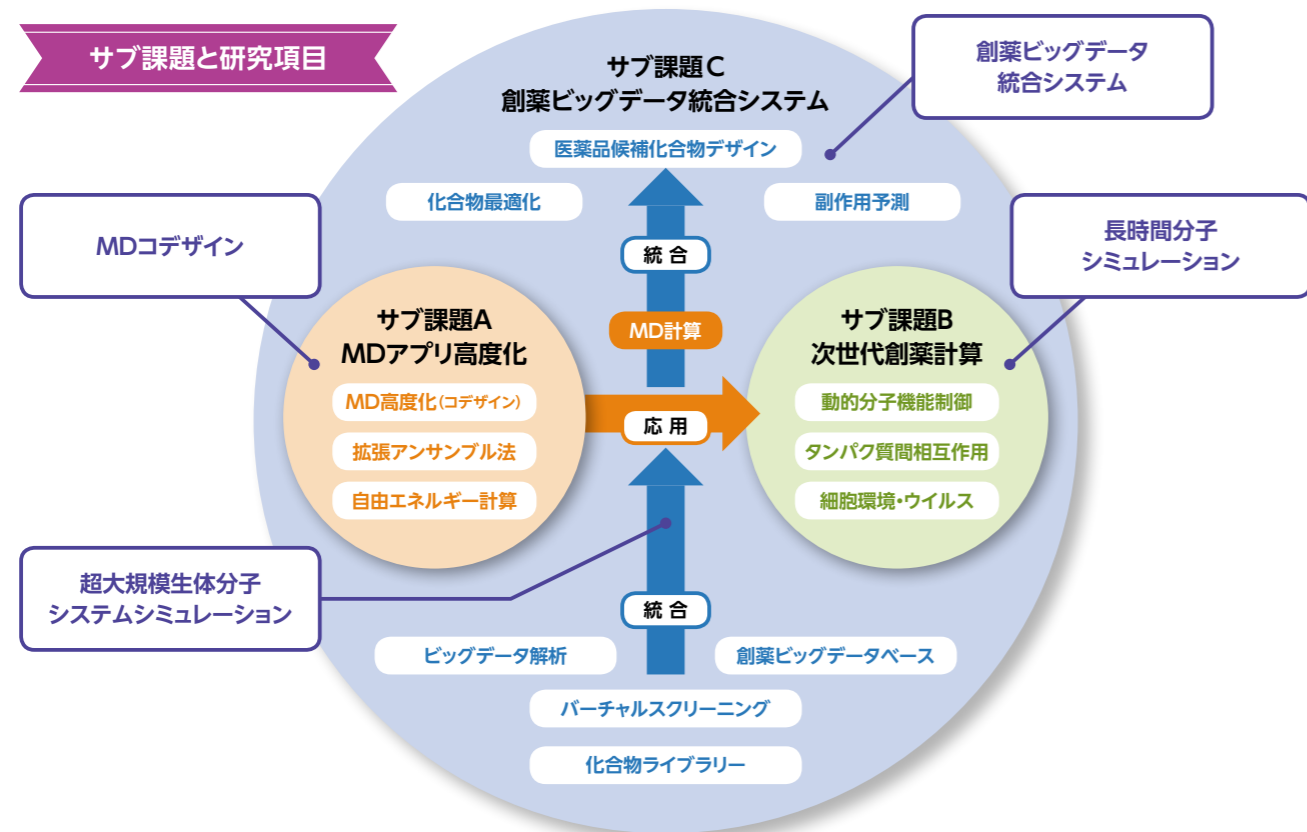 サブ課題と研究項目
サブ課題C
創薬ビッグデータ統合システム
創薬ビッグデータ
統合システム
医薬品候補化合物デザイン
化合物最適化
副作用予測
MDコデザイン
統合
長時間分子
シミュレーション
MD計算
サブ課題A
MDアプリ高度化
MD高度化(コデザイン)
拡張アンサンブル法
自由エネルギー計算
応用
サブ課題B
次世代創薬計算
動的分子機能制御
タンパク質間相互作用
細胞環境・ウイルス
超大規模生体分子
システムシミュレーション
統合
ビッグデータ解析
創薬ビッグデータベース
バーチャルスクリーニング
化合物ライブラリー